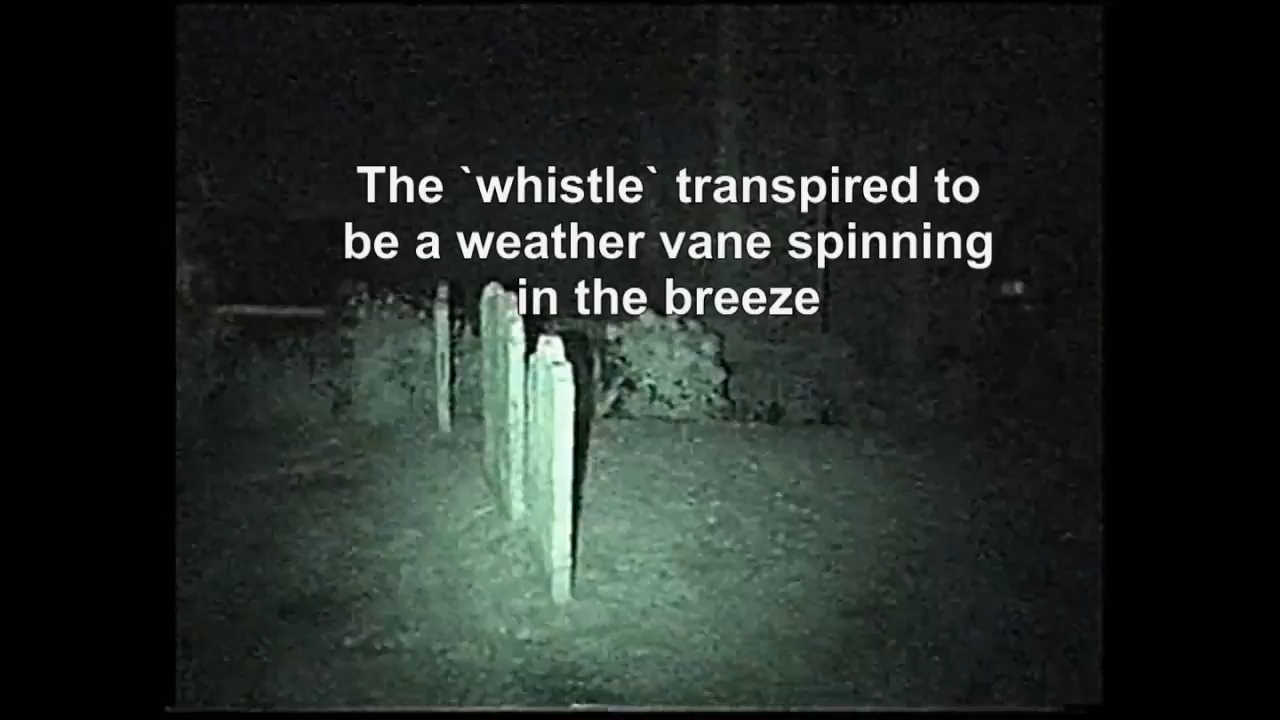 The `whistle` transpired to
be a weather vane spinning
in the breeze